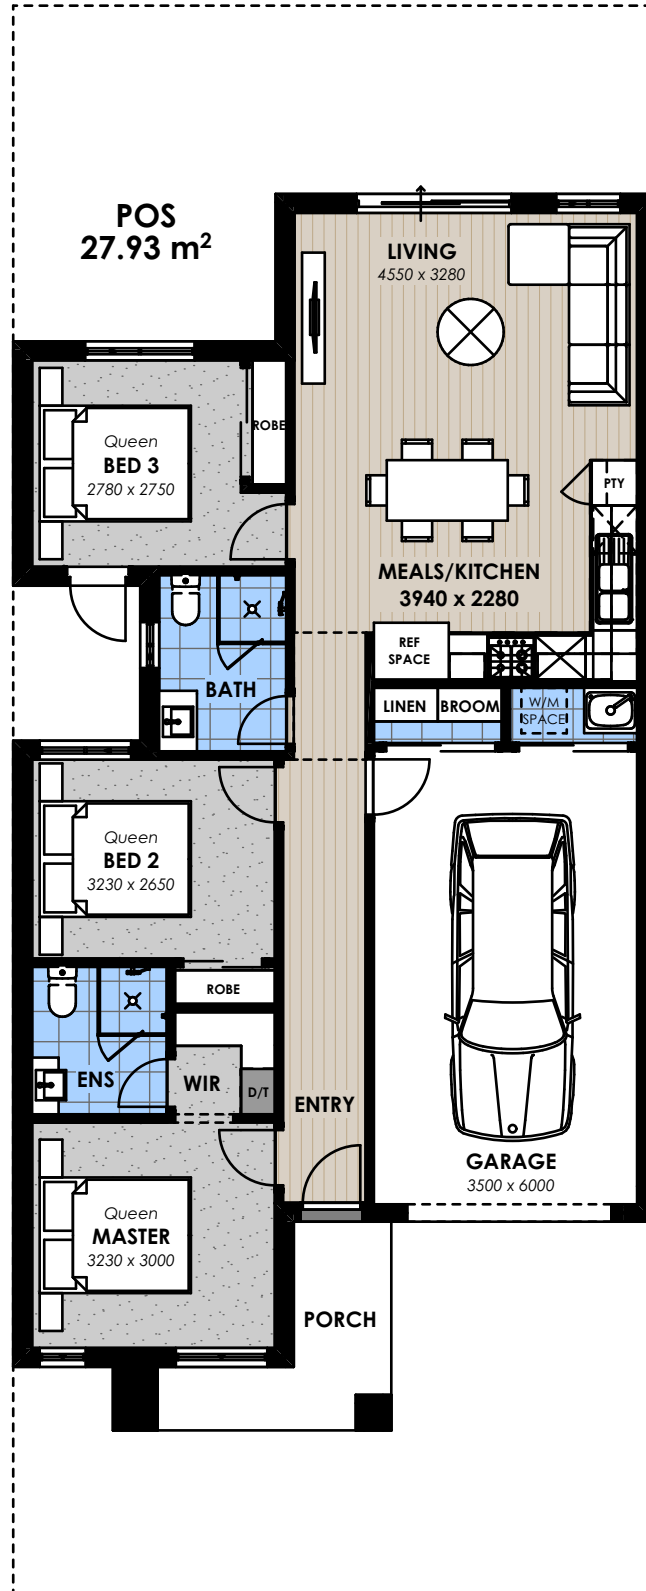 POS
27.93 m²
LIVING
4550 x 3280
Queen
BED 3
2780 x 2750
ROBE
PTY
MEALS/KITCHEN
3940 x 2280
REF
SPACE
BATH
LINEN
BROOM
W/M
SPACE
Queen
BED 2
3230 x 2650
ROBE
ENS
WIR
D/T
ENTRY
GARAGE
3500 x 6000
Queen
MASTER
3230 x 3000
PORCH